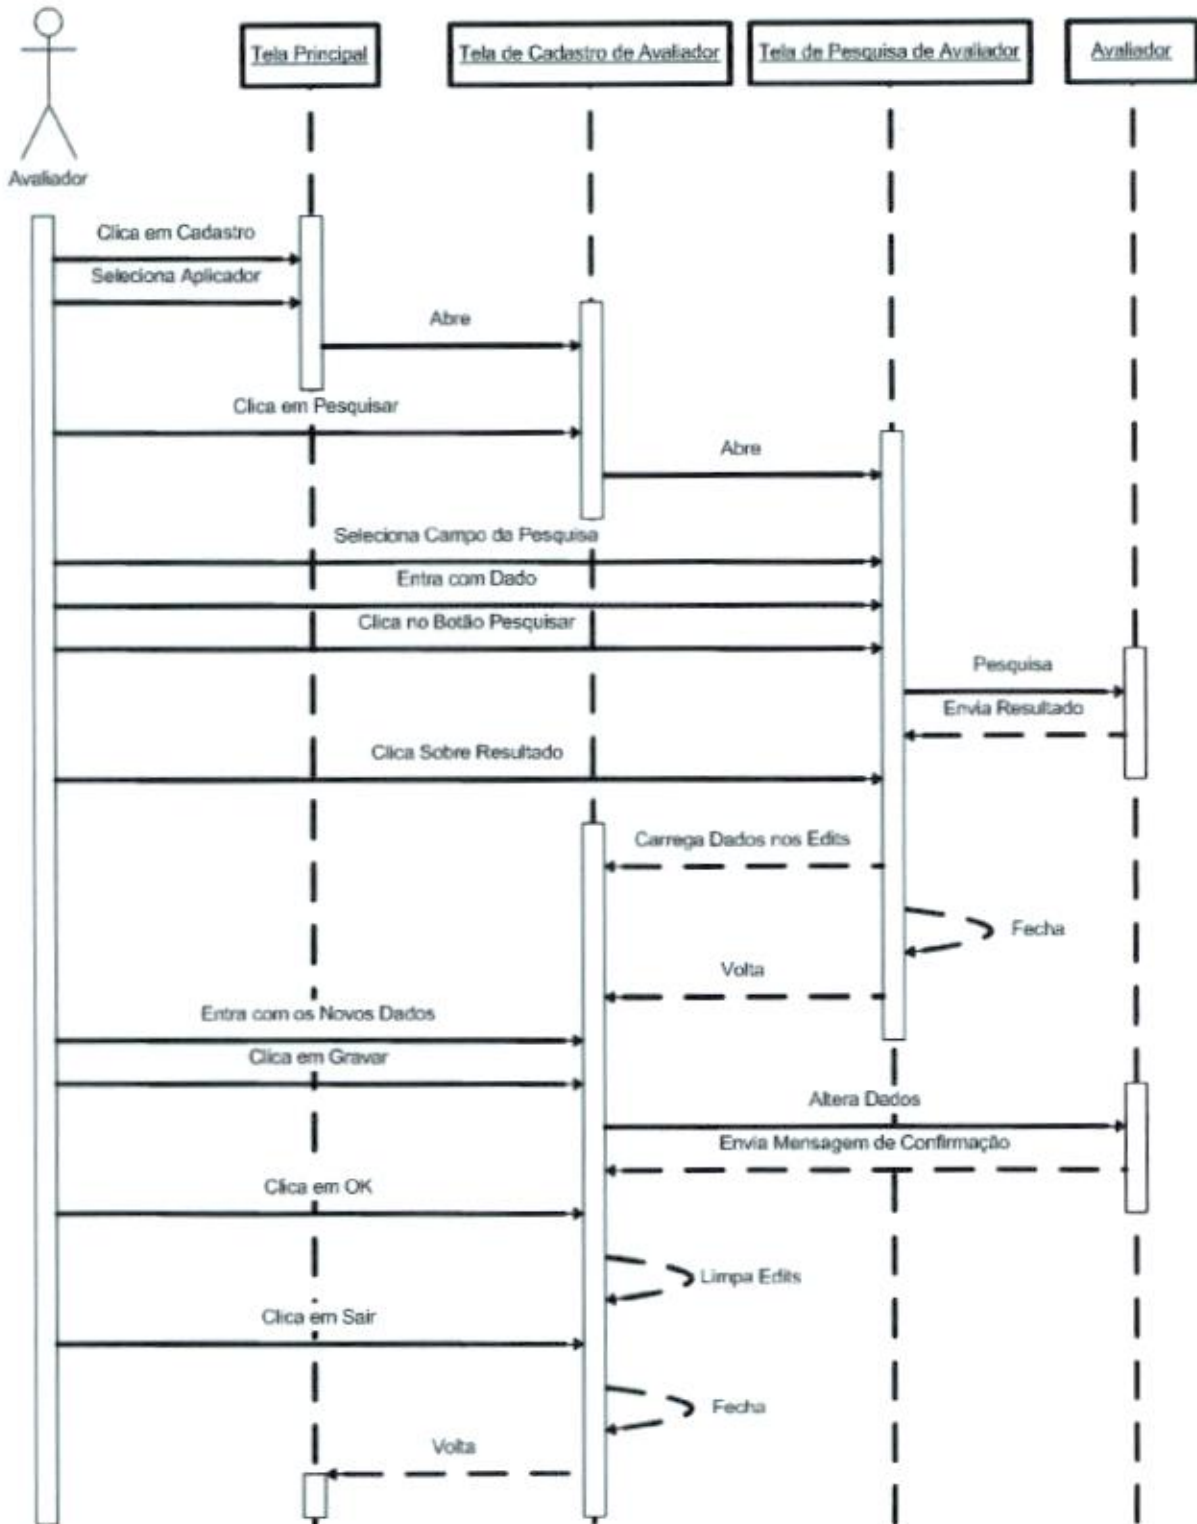 Tela Principal
Tela de Cadastro de Avaliador
Tela de Pesquisa de Avaliador
Avaliador
Avaliador
Clica em Cadastro
Seleciona Aplicador
Abre
Clica em Pesquisar
Abre
Seleciona Campo da Pesquisa
Entra com Dado
Clica no Botão Pesquisar
Pesquisa
Envia Resultado
Clica Sobre Resultado
Carrega Dados nos Edits
Fecha
Volta
Entra com os Novos Dados
Clica em Gravar
Altera Dados
Envia Mensagem de Confirmação
Clica em OK
Limpa Edits
Clica em Sair
Fecha
Volta